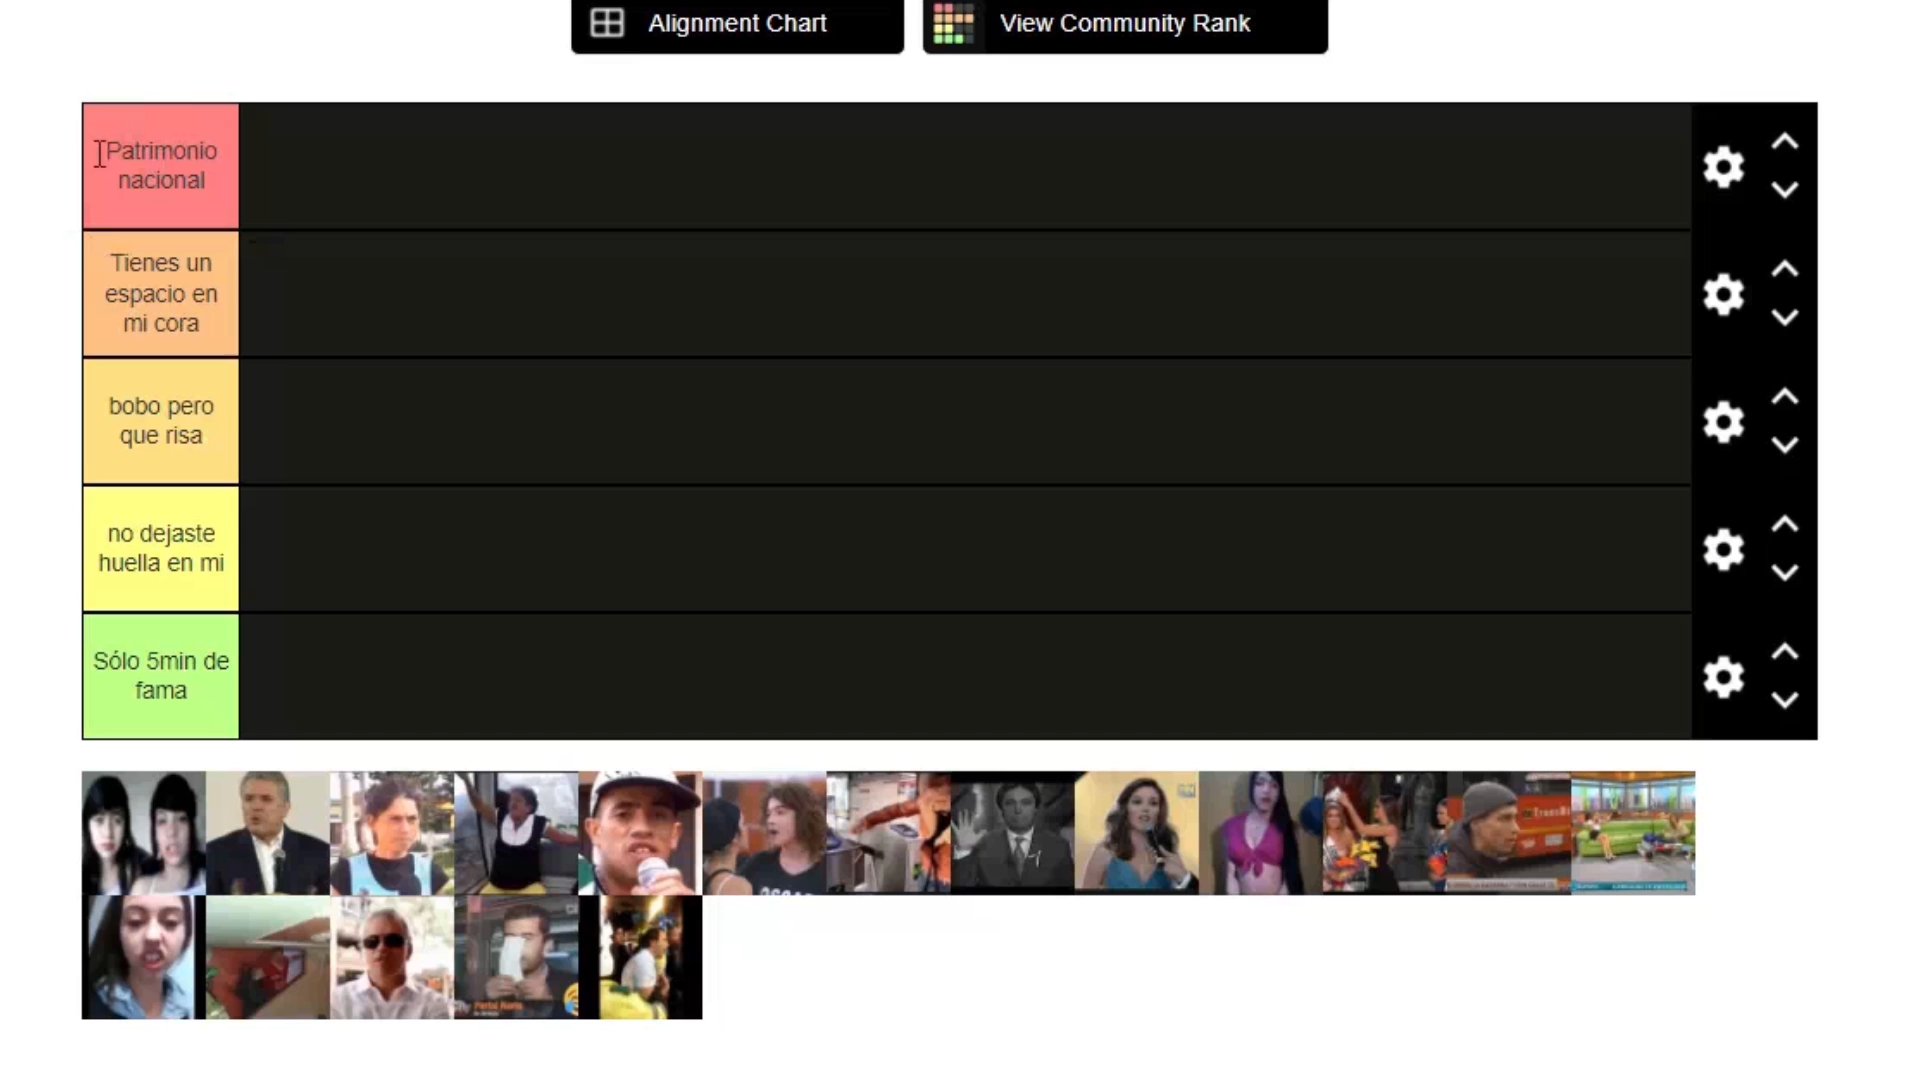 Alignment Chart
View Community Rank
Patrimonio
nacional
Tienes un
espacio en
mi cora
bobo pero
que risa
no dejaste
huella en mi
Sólo 5min de
fama